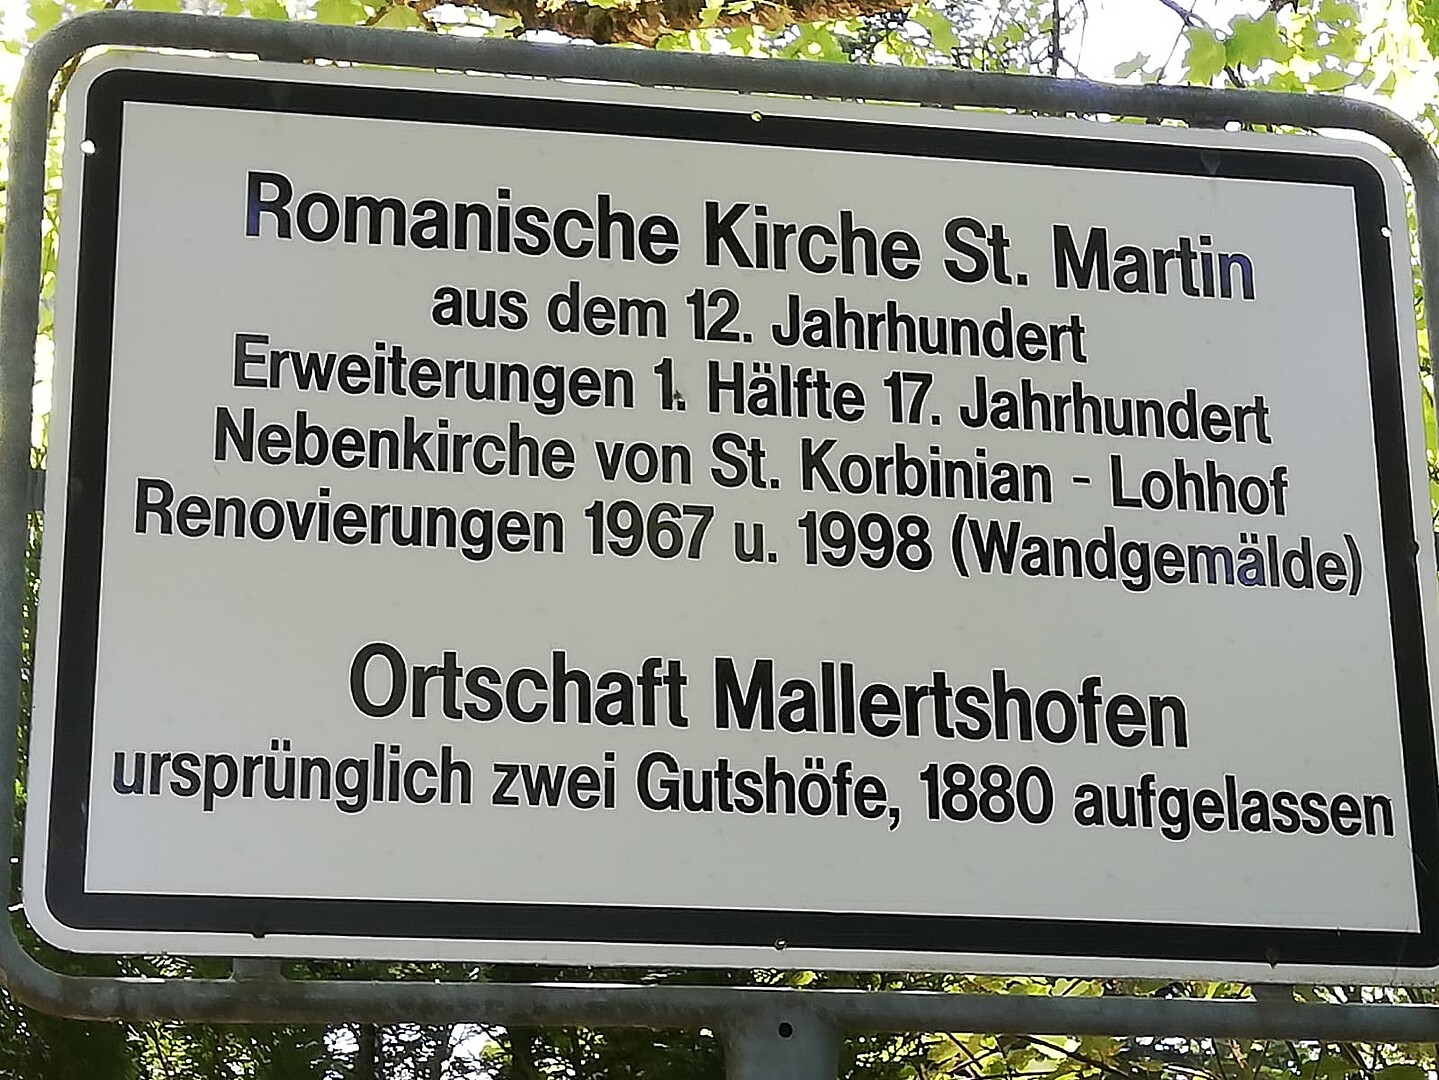 Romanische Kirche St. Martin
aus dem 12. Jahrhundert
Erweiterungen 1. Hälfte 17. Jahrhundert
Nebenkirche von St. Korbinian - Lohhof
Renovierungen 1967 u. 1998 (Wandgemälde)
Ortschaft Mallertshofen
ursprünglich zwei Gutshöfe, 1880 aufgelassen